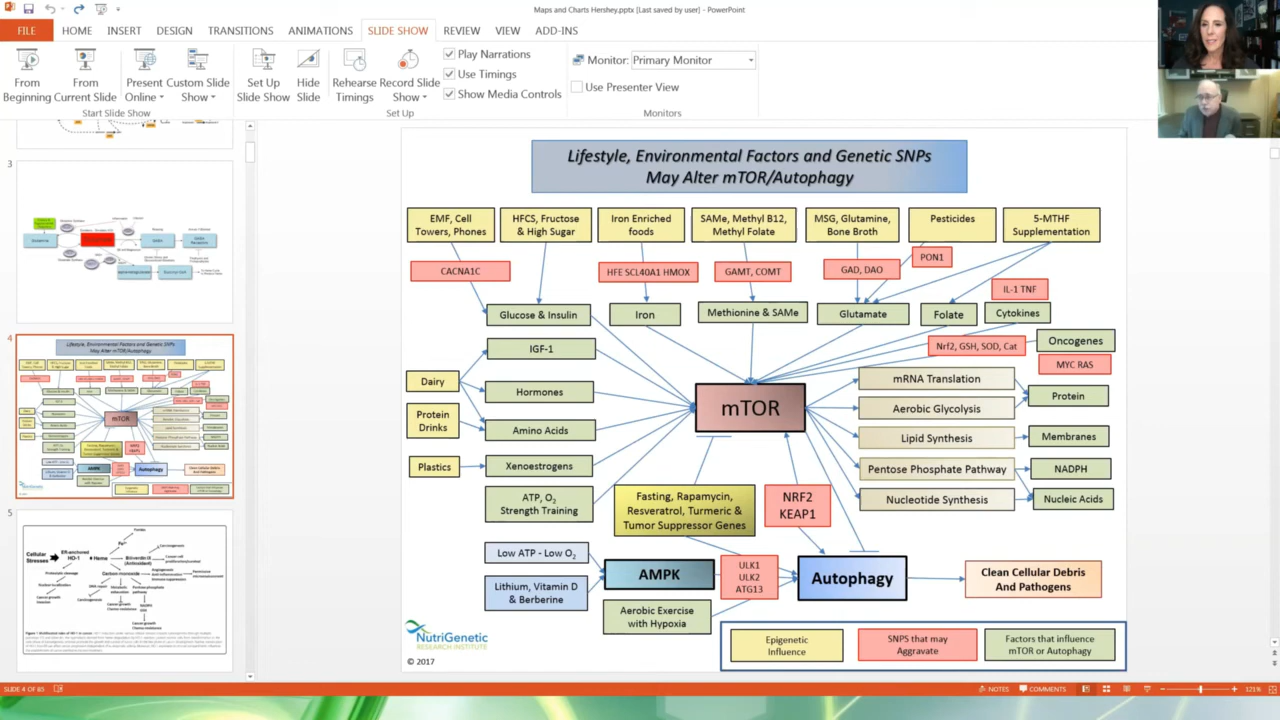 Maps and Charts Hershey.pptx [Last saved by user] - PowerPoint
FILE HOME INSERT DESIGN TRANSITIONS ANIMATIONS SLIDE SHOW REVIEW VIEW ADD-INS
From Beginning
From Current Slide
Present Online
Custom Slide Show
Start Slide Show
Set Up Slide Show
Hide Slide
Rehearse Timings
Record Slide Show
Play Narrations
Use Timings
Show Media Controls
Set Up
Monitor: Primary Monitor
Use Presenter View
Monitors
3
4
5
Lifestyle, Environmental Factors and Genetic SNPs
May Alter mTOR/Autophagy
EMF, Cell
Towers, Phones
HFCS, Fructose
& High Sugar
Iron Enriched
foods
SAMe, Methyl B12,
Methyl Folate
MSG, Glutamine,
Bone Broth
Pesticides
5-MTHF
Supplementation
CACNA1C
HFE SCL40A1 HMOX
GAMT, COMT
GAD, DAO
PON1
IL-1 TNF
Glucose & Insulin
Iron
Methionine & SAMe
Glutamate
Folate
Cytokines
Nrf2, GSH, SOD, Cat
Oncogenes
MYC RAS
IGF-1
Dairy
Hormones
Protein
Drinks
Amino Acids
Plastics
Xenoestrogens
ATP, O2
Strength Training
mTOR
mRNA Translation
Aerobic Glycolysis
Protein
Lipid Synthesis
Membranes
Pentose Phosphate Pathway
NADPH
Nucleotide Synthesis
Nucleic Acids
Fasting, Rapamycin,
Resveratrol, Turmeric &
Tumor Suppressor Genes
NRF2
KEAP1
Low ATP - Low O2
Lithium, Vitamin D
& Berberine
AMPK
ULK1
ULK2
ATG13
Autophagy
Clean Cellular Debris
And Pathogens
Aerobic Exercise
with Hypoxia
NutriGenetic
RESEARCH INSTITUTE
© 2017
Epigenetic
Influence
SNPS that may
Aggravate
Factors that influence
mTOR or Autophagy
SLIDE 4 OF 85
NOTES
COMMENTS
121%